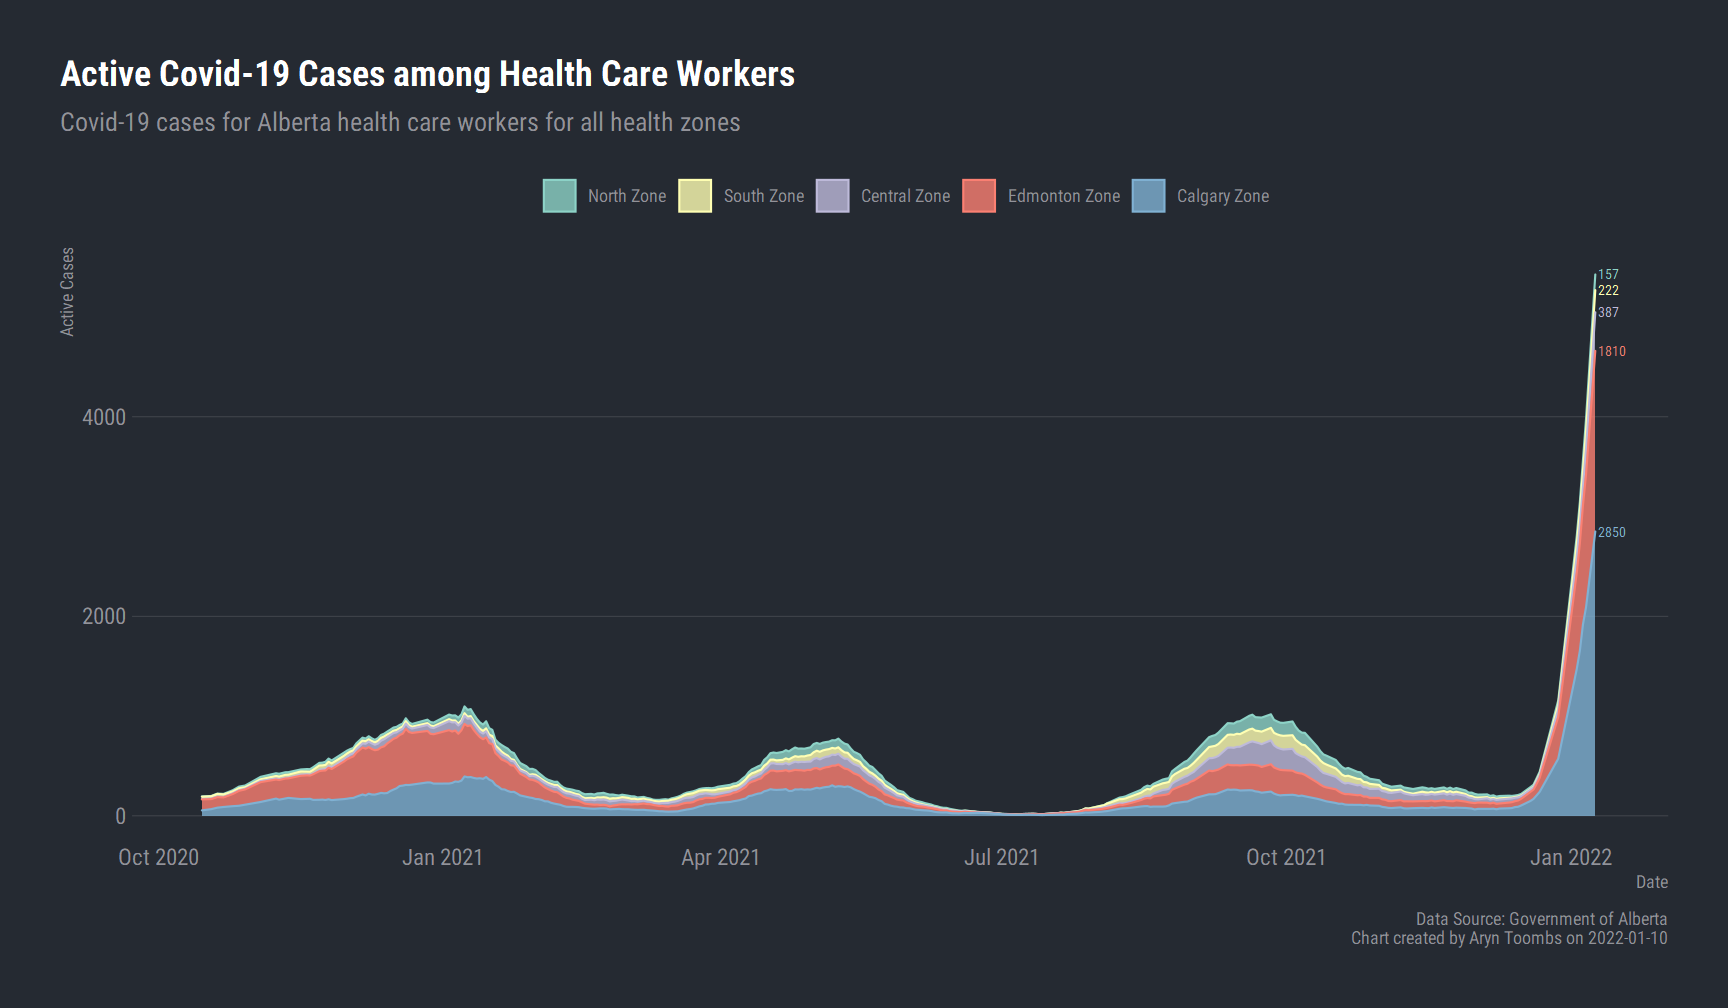 Active Covid-19 Cases among Health Care Workers
Covid-19 cases for Alberta health care workers for all health zones
North Zone South Zone Central Zone Edmonton Zone Calgary Zone
Active Cases
157
222
387
1810
4000
2850
2000
0
Oct 2020 Jan 2021 Apr 2021 Jul 2021 Oct 2021 Jan 2022
Date
Data Source: Government of Alberta
Chart created by Aryn Toombs on 2022-01-10